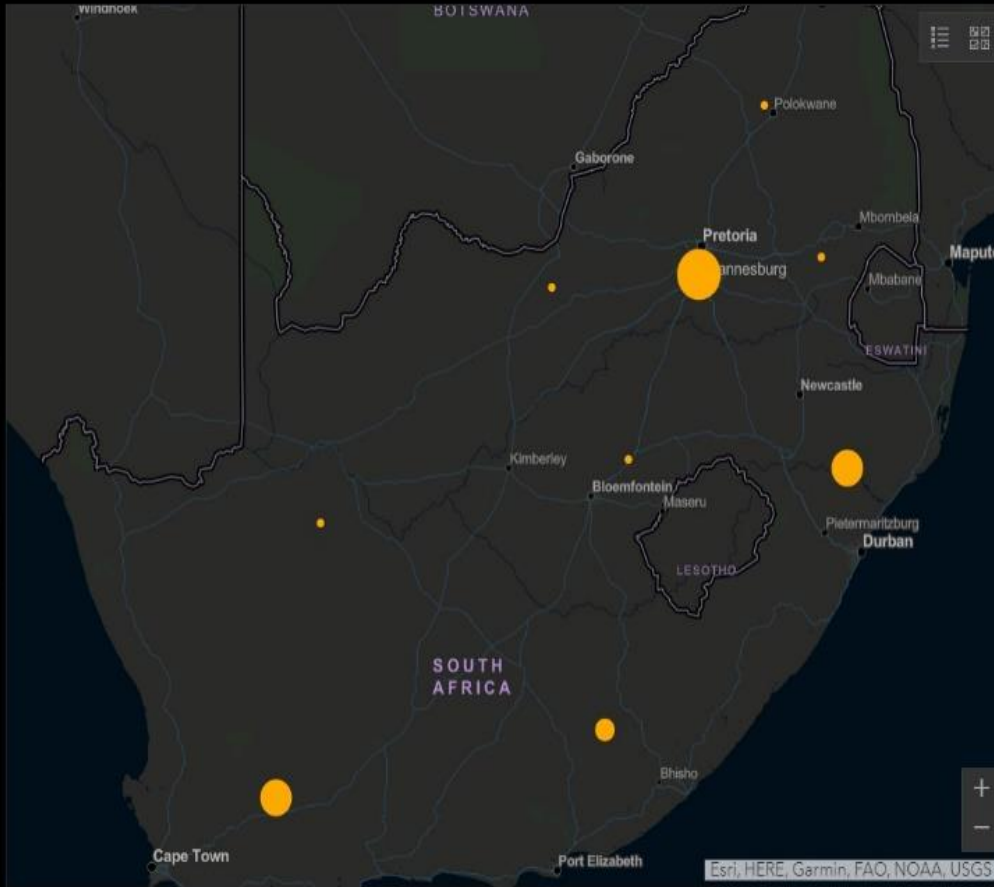 Windhoek
BOTSWANA
Polokwane
Gaborone
Mbombela
Pretoria
Maputo
annesburg
Mbabane
ESWATINI
Newcastle
Kimberley
Bloemfontein
Maseru
Pietermaritzburg
Durban
LESOTHO
SOUTH
AFRICA
Bhisho
+
−
Cape Town
Port Elizabeth
Esri, HERE, Garmin, FAO, NOAA, USGS